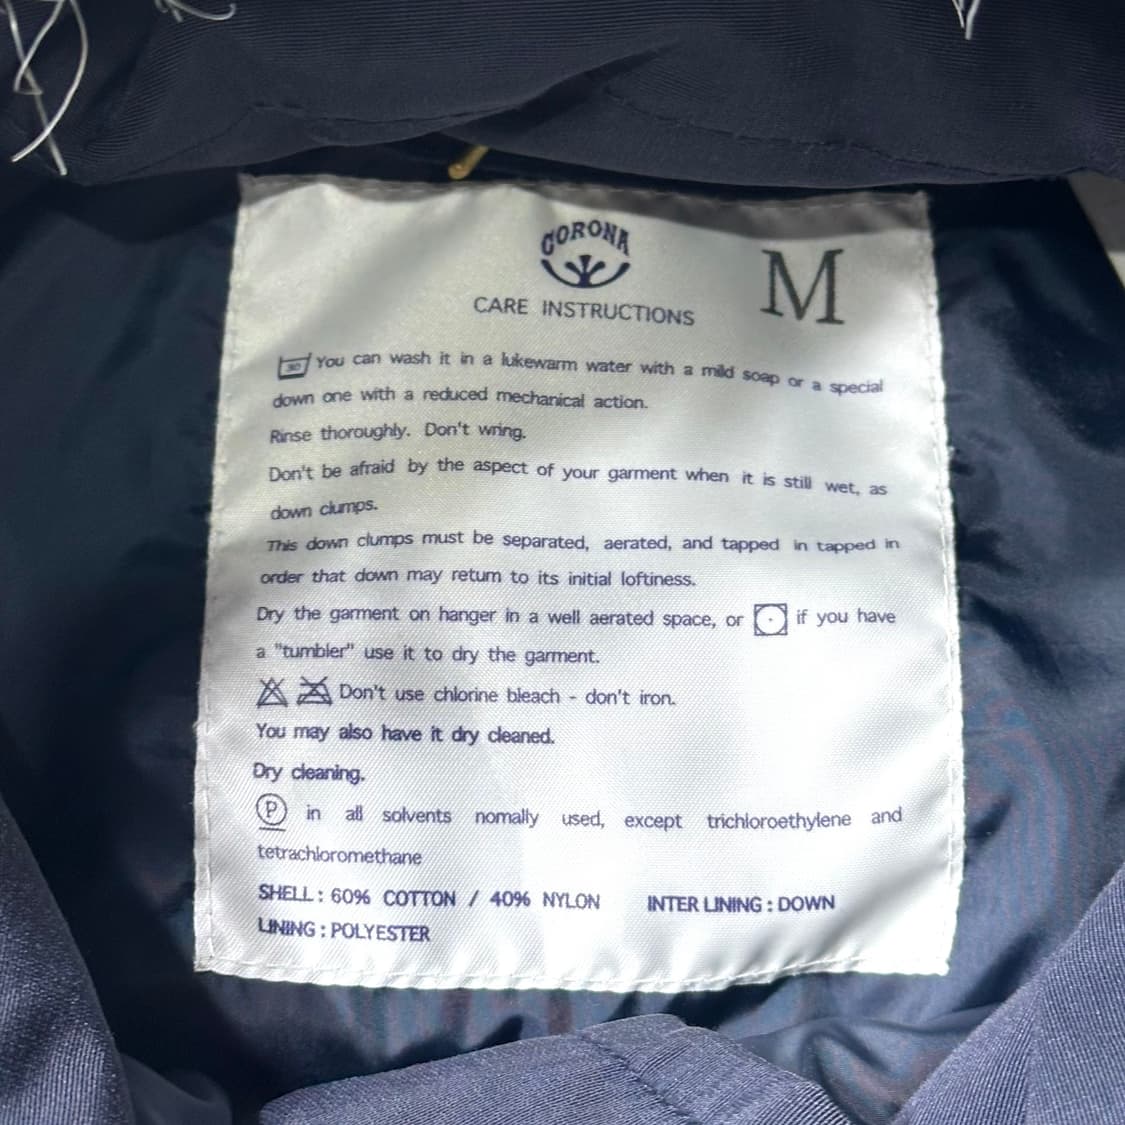 CORONA
M
CARE INSTRUCTIONS
30 You can wash it in a lukewarm water with a mild soap or a special
down one with a reduced mechanical action.
Rinse thoroughly. Don't wring.
Don't be afraid by the aspect of your garment when it is still wet, as
down clumps.
This down clumps must be separated, aerated, and tapped in tapped in
order that down may return to its initial loftiness.
Dry the garment on hanger in a well aerated space, or if you have
a "tumbler" use it to dry the garment.
Don't use chlorine bleach - don't iron.
You may also have it dry cleaned.
Dry cleaning.
P in all solvents nomally used, except trichloroethylene and
tetrachloromethane
SHELL : 60% COTTON / 40% NYLON INTER LINING : DOWN
LINING : POLYESTER